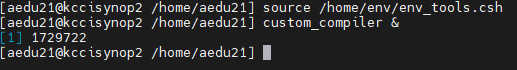 [aedu21@kccisynop2 /home/aedu21] source /home/env/env_tools.csh
[aedu21@kccisynop2 /home/aedu21] custom_compiler &
[1] 1729722
[aedu21@kccisynop2 /home/aedu21]